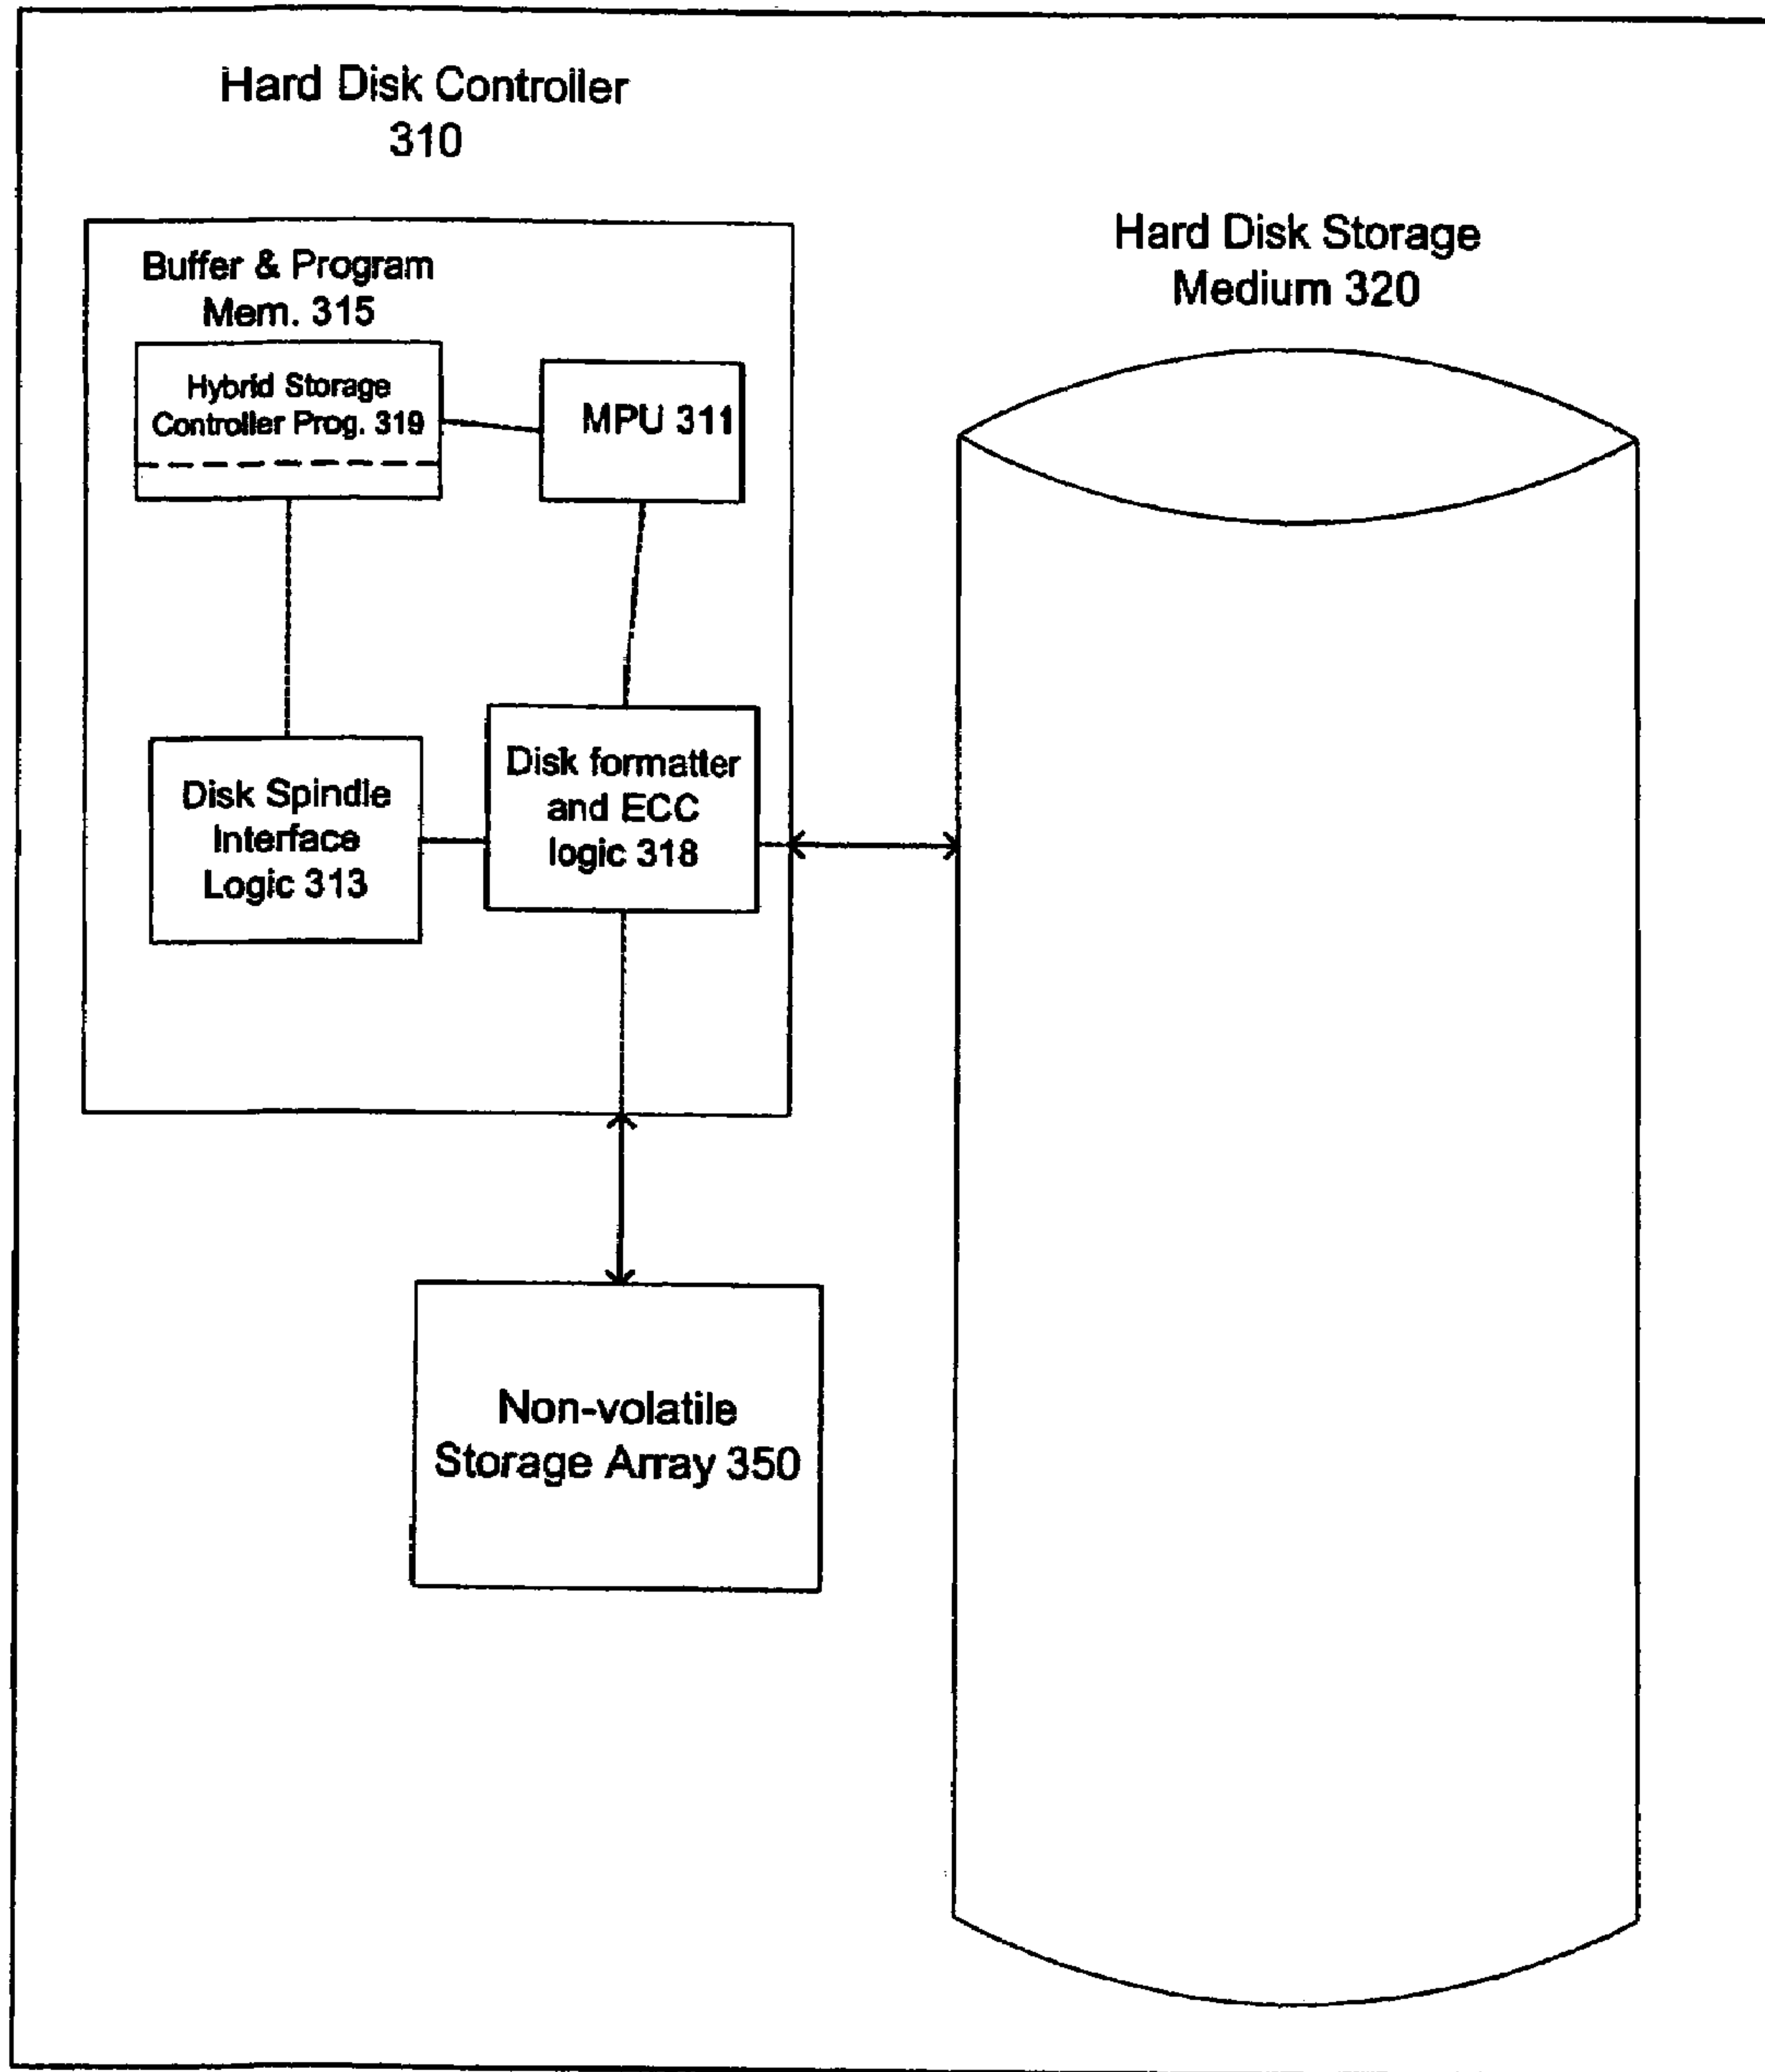 Hard Disk Controller
310
Hard Disk Storage
Medium 320
Buffer & Program
Mem. 315
Hybrid Storage
Controller Prog. 319
MPU 311
Disk Spindle
Interface
Logic 313
Disk formatter
and ECC
logic 318
Non-volatile
Storage Array 350